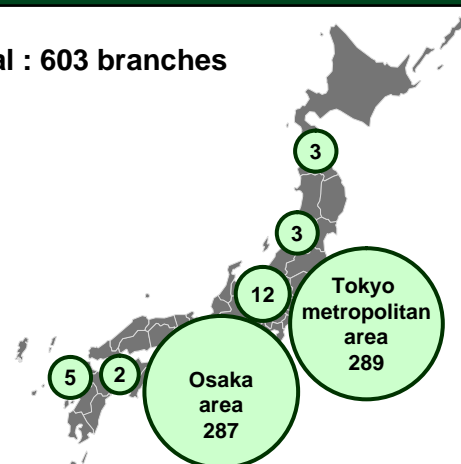 al : 603 branches
3
3
12
Tokyo
metropolitan
area
289
5
2
Osaka
area
287